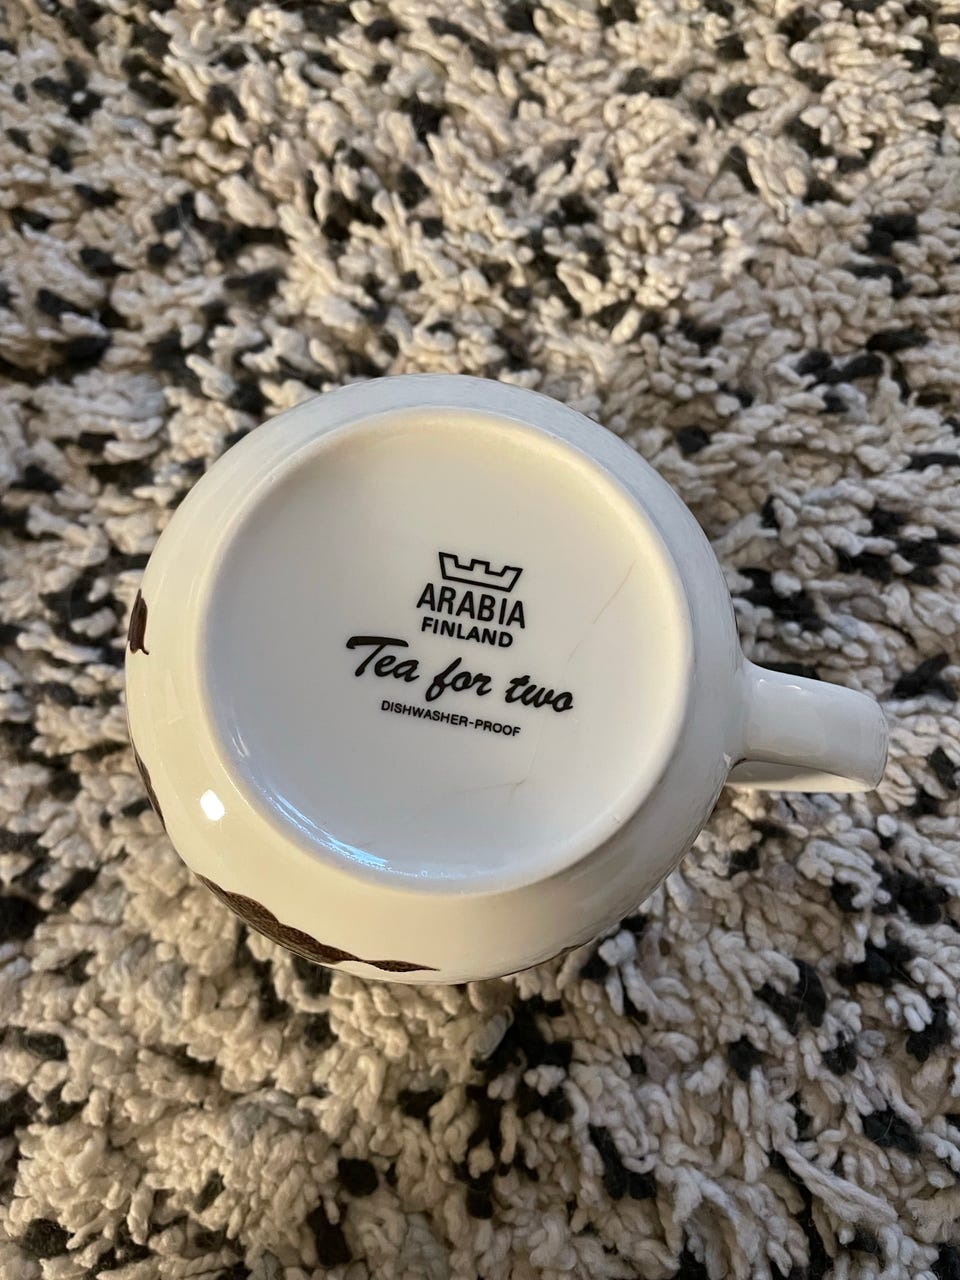 ARABIA
FINLAND
Tea for two
DISHWASHER-PROOF